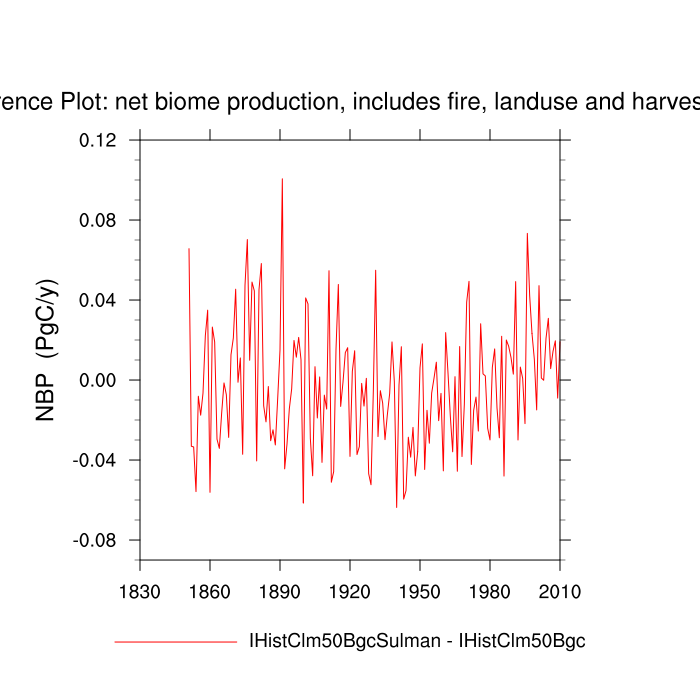 rence Plot: net biome production, includes fire, landuse and harves
0.12
0.08
0.04
0.00
-0.04
-0.08
NBP (PgC/y)
1830 1860 1890 1920 1950 1980 2010
IHistClm50BgcSulman - IHistClm50Bgc